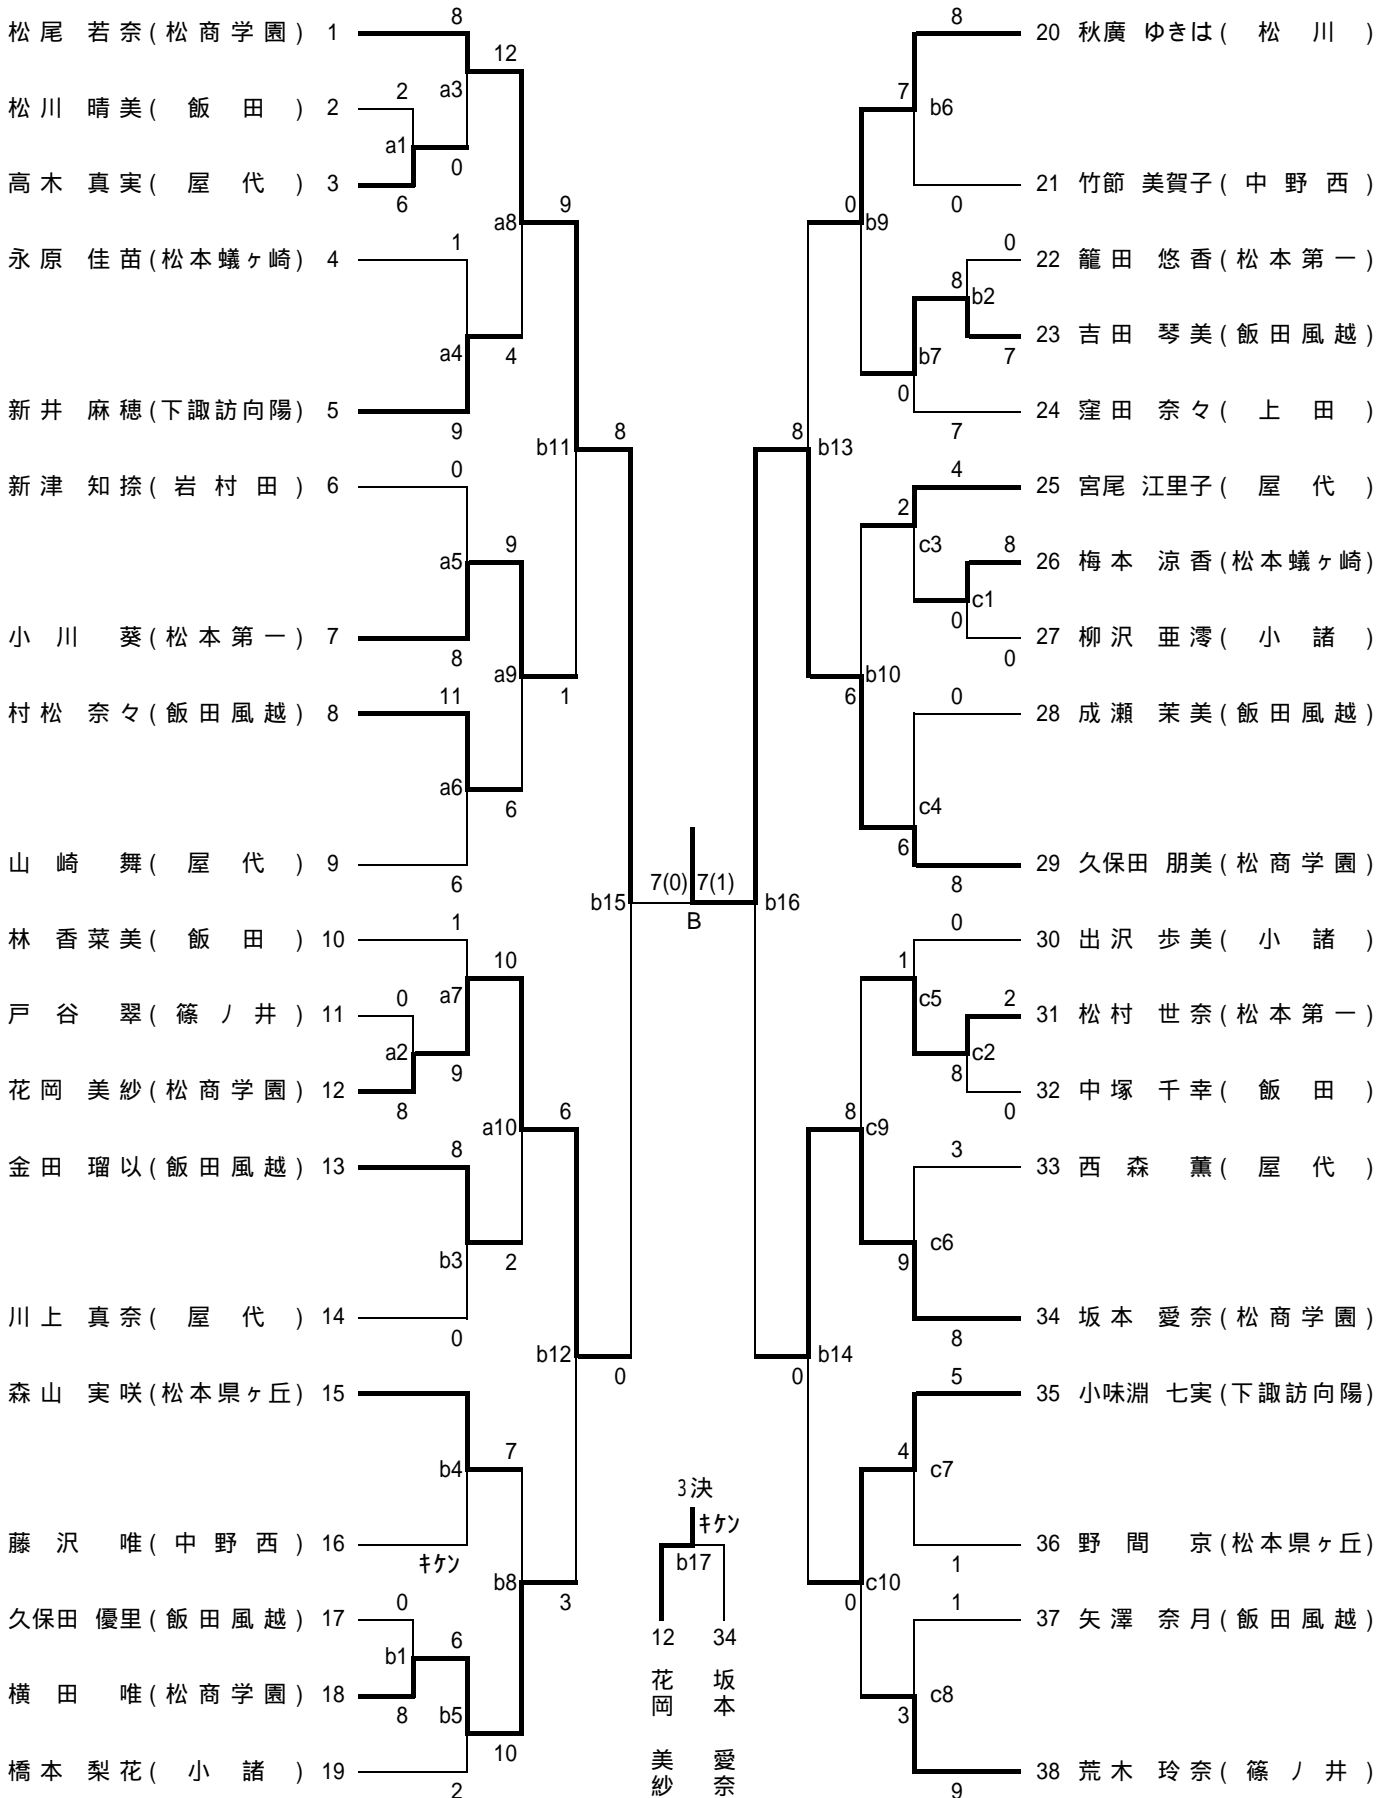 松尾 若奈(松商学園) 1
松川 晴美(飯田) 2
高木 真実(屋代) 3
永原 佳苗(松本蟻ヶ崎) 4
新井 麻穂(下諏訪向陽) 5
新津 知捺(岩村田) 6
小川 葵(松本第一) 7
村松 奈々(飯田風越) 8
山崎 舞(屋代) 9
林 香菜美(飯田) 10
戸谷 翠(篠ノ井) 11
花岡 美紗(松商学園) 12
金田 瑠以(飯田風越) 13
川上 真奈(屋代) 14
森山 実咲(松本県ヶ丘) 15
藤沢 唯(中野西) 16
久保田 優里(飯田風越) 17
横田 唯(松商学園) 18
橋本 梨花(小諸) 19
8
2
a1
6
a3
0
12
1
a4
9
a8
4
9
0
a5
8
9
11
a6
6
a9
6
1
b11
8
1
0
a2
8
a7
9
10
8
b3
0
a10
2
6
b4
キケン
7
0
b1
8
6
b5
2
b8
10
3
b12
0
b15
7(0)
7(1)
B
b16
3決
キケン
b17
12
34
花岡 美紗
坂本 愛奈
8
b13
0
b9
7
b6
8
0
0
b2
8
7
b7
0
7
4
2
c3
8
c1
0
0
b10
6
0
c4
6
8
0
1
c5
2
c2
8
0
8
c9
3
c6
9
8
b14
0
5
4
c7
1
c10
0
1
c8
3
9
20 秋廣 ゆきは(松川)
21 竹節 美賀子(中野西)
22 籠田 悠香(松本第一)
23 吉田 琴美(飯田風越)
24 窪田 奈々(上田)
25 宮尾 江里子(屋代)
26 梅本 涼香(松本蟻ヶ崎)
27 柳沢 亜澪(小諸)
28 成瀬 茉美(飯田風越)
29 久保田 朋美(松商学園)
30 出沢 歩美(小諸)
31 松村 世奈(松本第一)
32 中塚 千幸(飯田)
33 西森 薫(屋代)
34 坂本 愛奈(松商学園)
35 小味淵 七実(下諏訪向陽)
36 野間 京(松本県ヶ丘)
37 矢澤 奈月(飯田風越)
38 荒木 玲奈(篠ノ井)